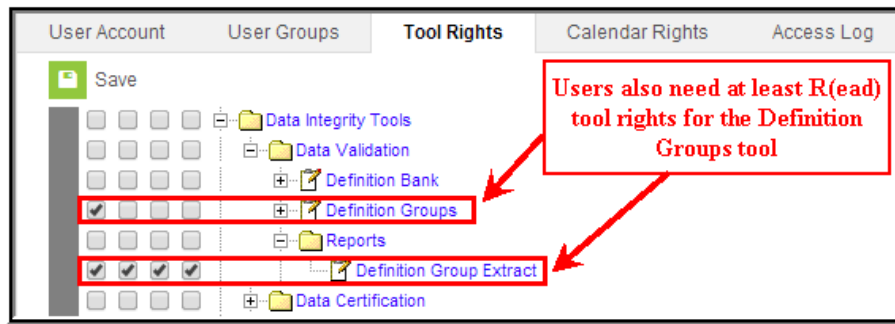 User Account User Groups Tool Rights Calendar Rights Access Log
Save
Users also need at least R(ead)
tool rights for the Definition
Groups tool
Data Integrity Tools
Data Validation
Definition Bank
Definition Groups
Reports
Definition Group Extract
Data Certification